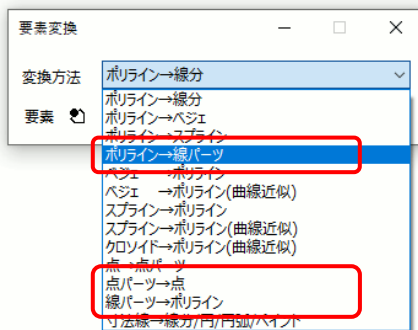 要素変換
変換方法 ポリライン→線分
ポリライン→線分
ポリライン→ベジェ
要素
ポリライン→スプライン
ポリライン→線パーツ
ベジェ →ポリライン
ベジェ →ポリライン(曲線近似)
スプライン→ポリライン
スプライン→ポリライン(曲線近似)
クロソイド→ポリライン(曲線近似)
点→点パーツ
点パーツ→点
線パーツ→ポリライン
寸法線→線分/円/円弧/ペイント